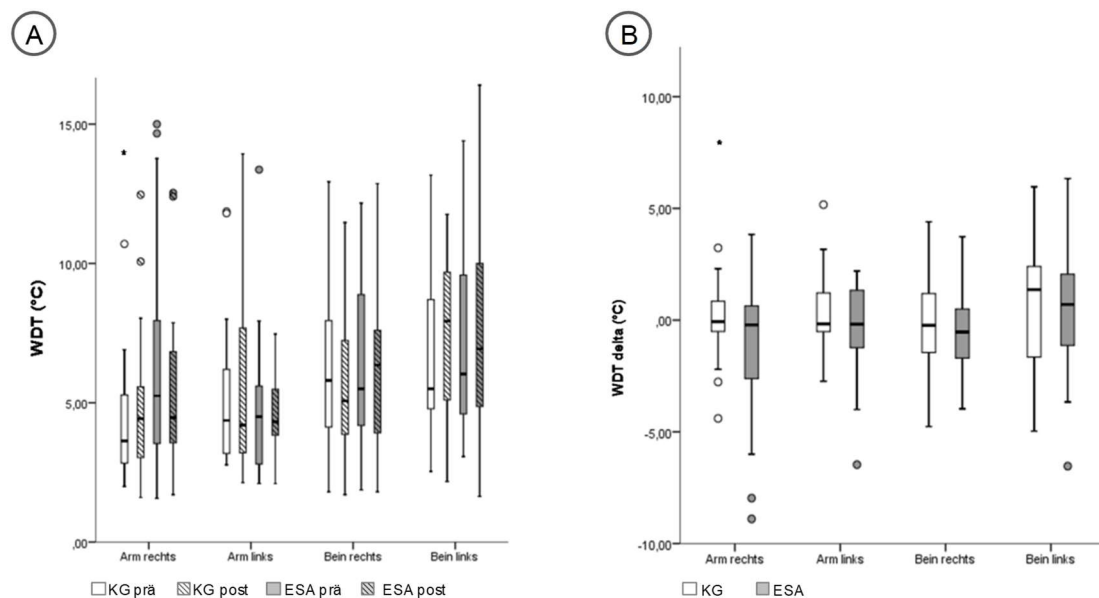 A
WDT (°C)
15,00
10,00
5,00
,00
Arm rechts Arm links Bein rechts Bein links
KG prä KG post ESA prä ESA post
B
WDT delta (°C)
10,00
5,00
,00
-5,00
-10,00
Arm rechts Arm links Bein rechts Bein links
KG ESA